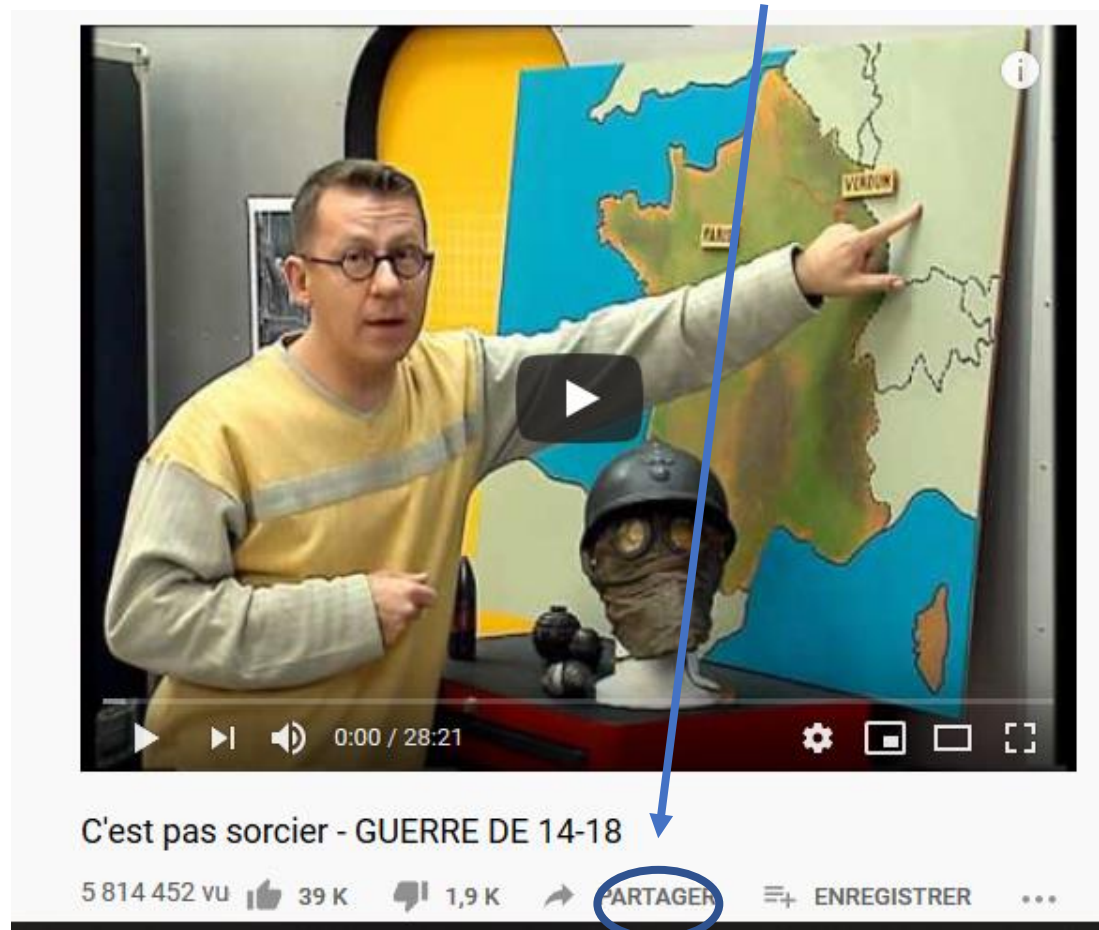 VERDUN
PARIS
0:00 / 28:21
C'est pas sorcier - GUERRE DE 14-18
5 814 452 vu 39 K 1,9 K PARTAGER ENREGISTRER